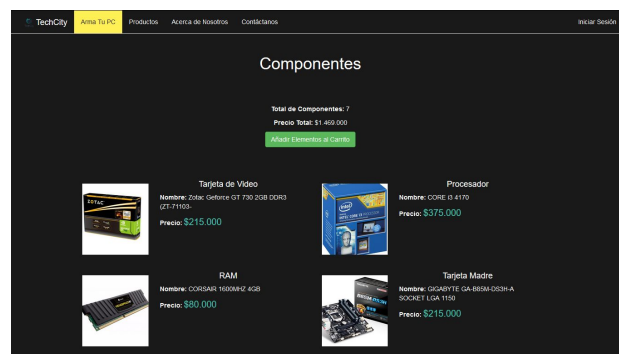 TechCity Arma Tu PC Productos Acerca de Nosotros Contáctanos Iniciar Sesión
Componentes
Total de Componentes: 7
Precio Total: $1.469.000
Añadir Elementos al Carrito
Tarjeta de Video
Nombre: Zotac Geforce GT 730 2GB DDR3
(ZT-71103-
Precio: $215.000
ZOTAC
Procesador
Nombre: CORE I3 4170
Precio: $375.000
RAM
Nombre: CORSAIR 1600MHZ 4GB
Precio: $80.000
Tarjeta Madre
Nombre: GIGABYTE GA-B85M-DS3H-A
SOCKET LGA 1150
Precio: $215.000